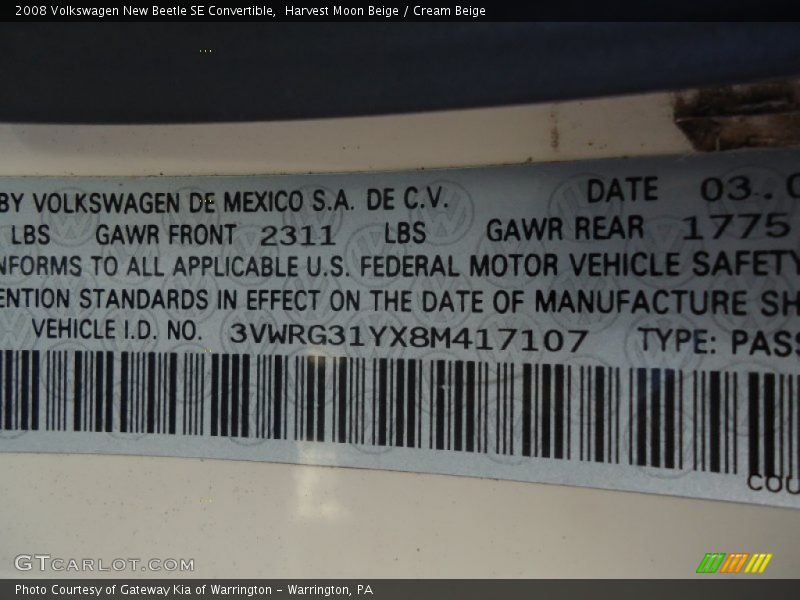 2008 Volkswagen New Beetle SE Convertible,  Harvest Moon Beige / Cream Beige
BY VOLKSWAGEN DE MEXICO S.A. DE C.V. DATE 03.0
LBS GAWR FRONT 2311 LBS GAWR REAR 1775
NFORMS TO ALL APPLICABLE U.S. FEDERAL MOTOR VEHICLE SAFETY
ENTION STANDARDS IN EFFECT ON THE DATE OF MANUFACTURE SH
VEHICLE I.D. NO. 3VWRG31YX8M417107 TYPE: PASS
COU
GTCARLOT.COM
Photo Courtesy of Gateway Kia of Warrington - Warrington, PA